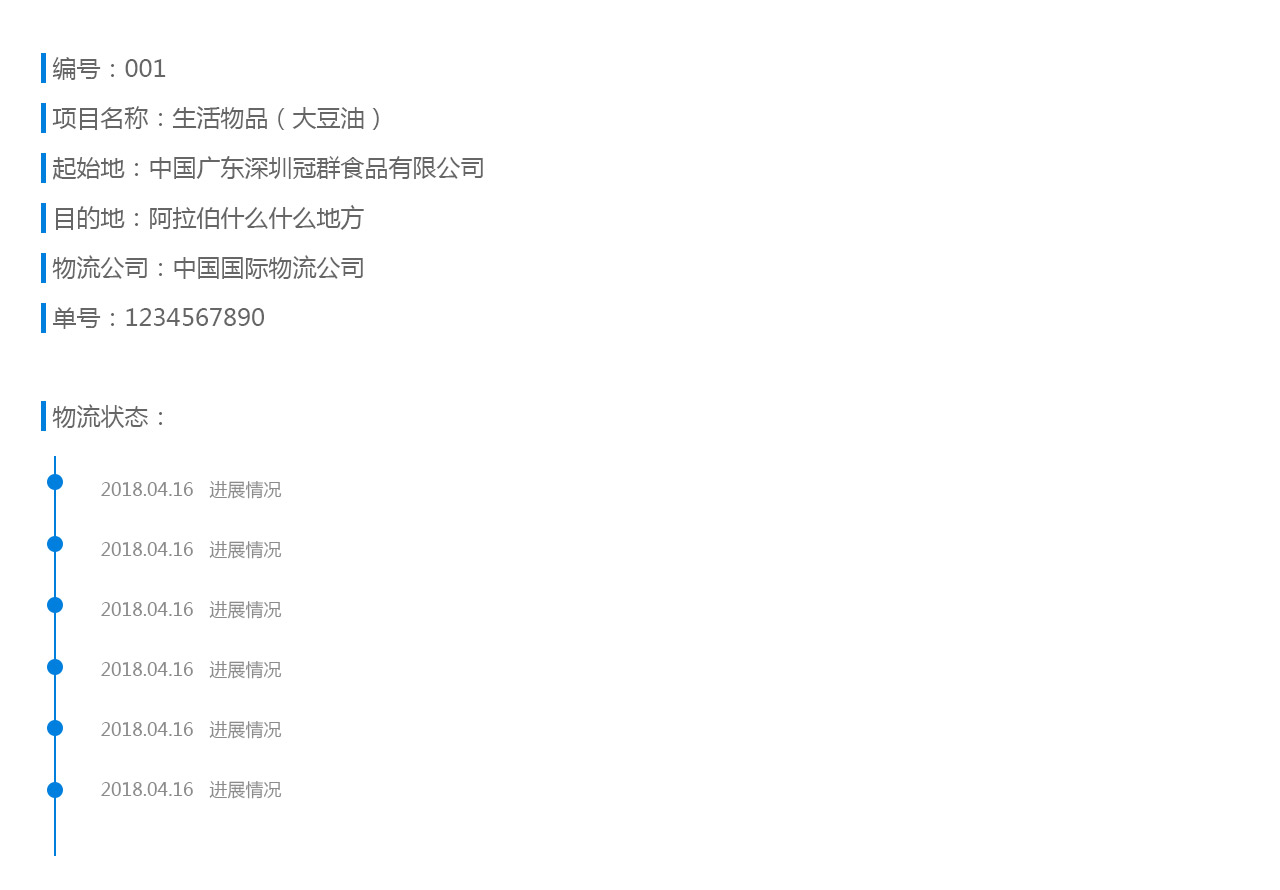 编号：001
项目名称：生活物品（大豆油）
起始地：中国广东深圳冠群食品有限公司
目的地：阿拉伯什么什么地方
物流公司：中国国际物流公司
单号：1234567890
物流状态：
2018.04.16 进展情况
2018.04.16 进展情况
2018.04.16 进展情况
2018.04.16 进展情况
2018.04.16 进展情况
2018.04.16 进展情况